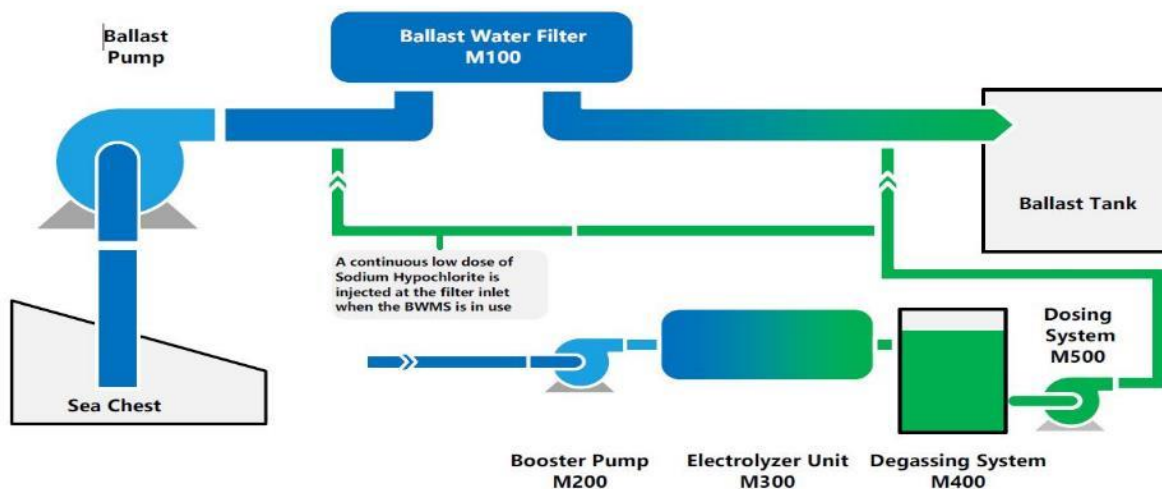 Ballast
Pump
Ballast Water Filter
M100
Ballast Tank
A continuous low dose of
Sodium Hypochlorite is
injected at the filter inlet
when the BWMS is in use
Dosing
System
M500
Sea Chest
Booster Pump
M200
Electrolyzer Unit
M300
Degassing System
M400